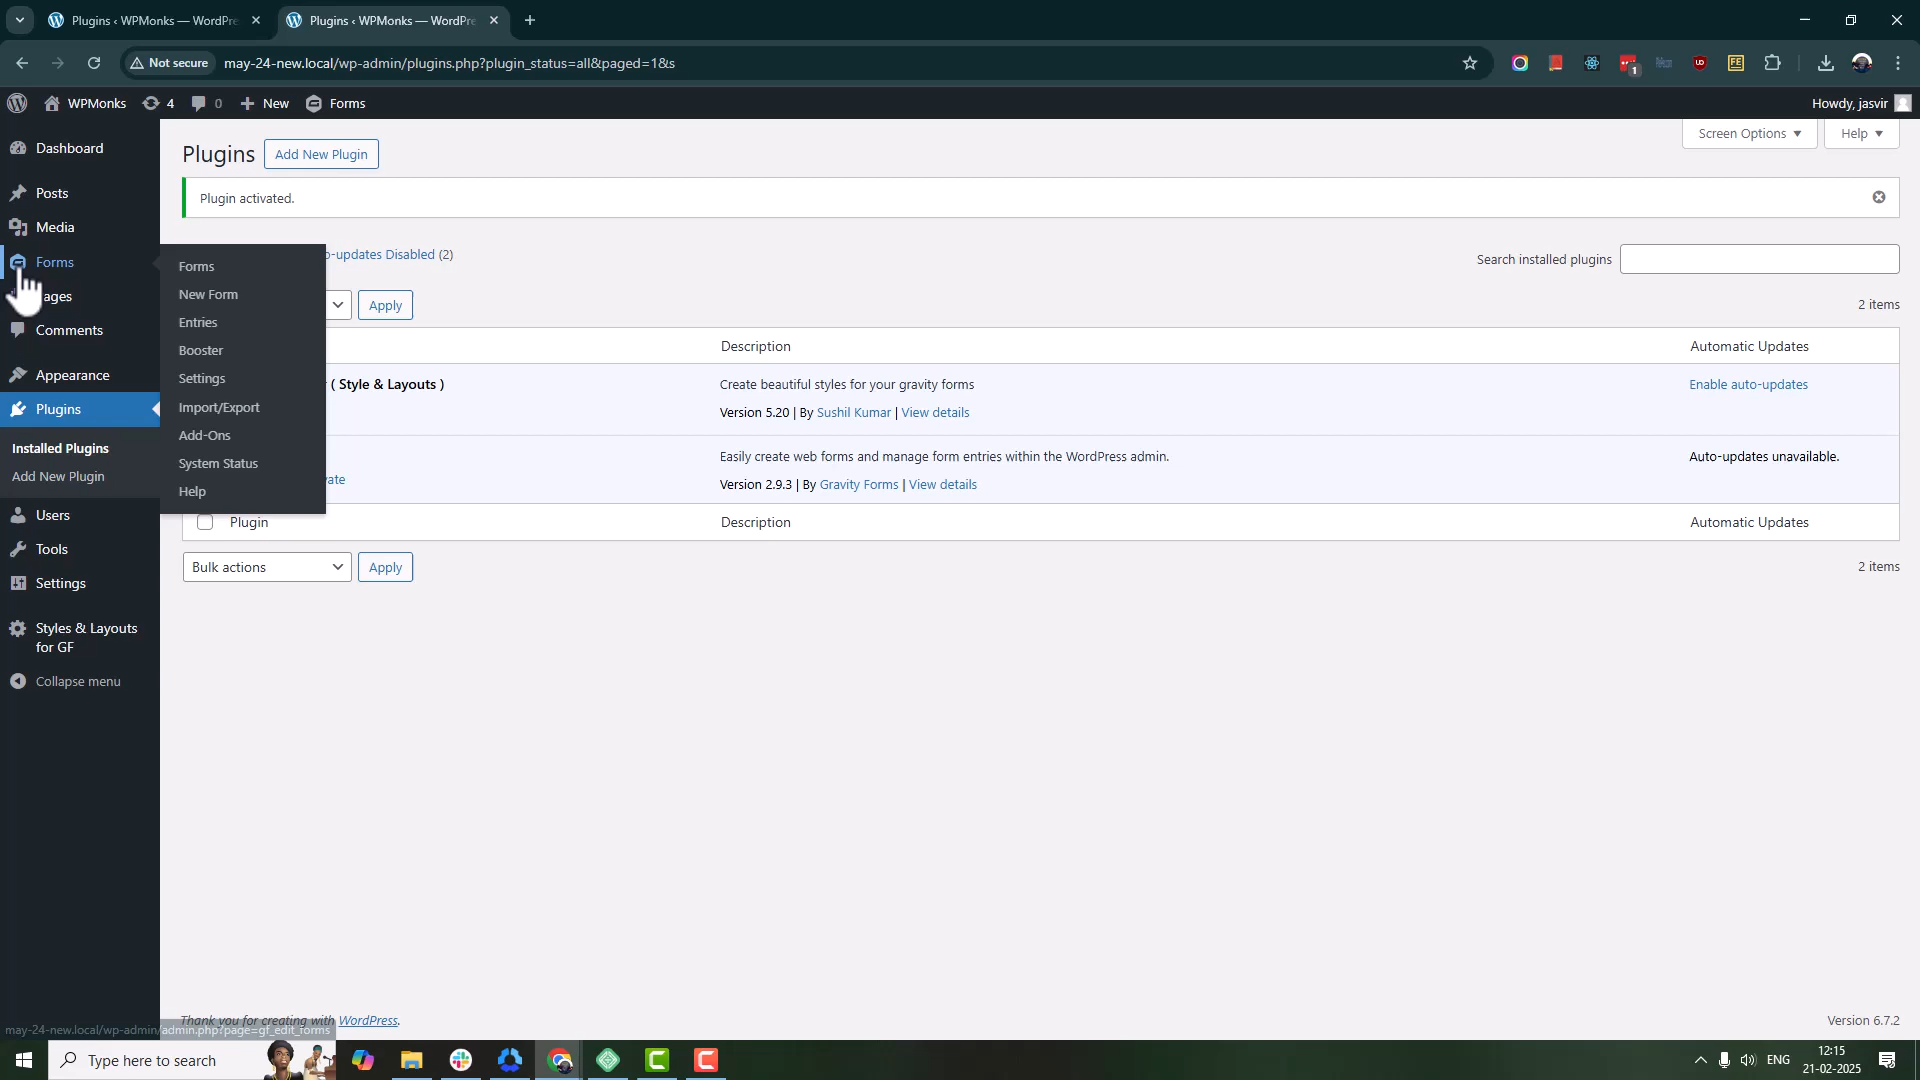 Plugins ‹ WPMonks — WordPre
Plugins ‹ WPMonks — WordPre
Not secure
may-24-new.local/wp-admin/plugins.php?plugin_status=all&paged=1&s
1
WPMonks
4
0
New
Forms
Howdy, jasvir
Dashboard
Posts
Media
Forms
ages
Comments
Appearance
Plugins
Installed Plugins
Add New Plugin
Users
Tools
Settings
Styles & Layouts
for GF
Collapse menu
Forms
New Form
Entries
Booster
Settings
Import/Export
Add-Ons
System Status
Help
Plugins
Add New Plugin
Screen Options
Help
Plugin activated.
o-updates Disabled (2)
Search installed plugins
Apply
2 items
Description
Automatic Updates
( Style & Layouts )
Create beautiful styles for your gravity forms
Enable auto-updates
Version 5.20 | By Sushil Kumar | View details
Easily create web forms and manage form entries within the WordPress admin.
Auto-updates unavailable.
vate
Version 2.9.3 | By Gravity Forms | View details
Plugin
Description
Automatic Updates
Bulk actions
Apply
2 items
Thank you for creating with WordPress.
Version 6.7.2
may-24-new.local/wp-admin/admin.php?page=gf_edit_forms
Type here to search
ENG
12:15
21-02-2025